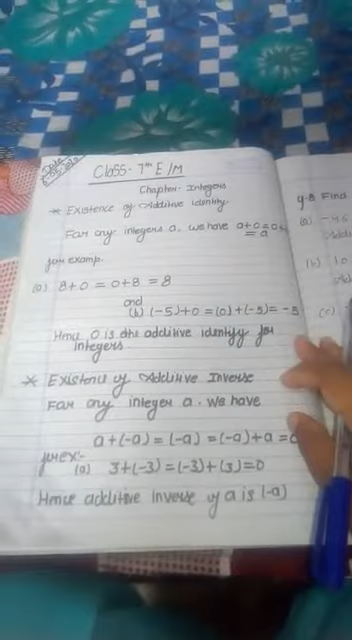 Class - 7th E/M
Chapter- Integers
* Existence of Additive identity.
For any integers a. we have a+0=0+
= a
for examp.
(a) 8+0 = 0+8 = 8
and
(b) (-5)+0 = (0)+(-5) = -5
Hence 0 is the additive identity for
integers
* Existence of Additive Inverse
For any integer a. We have
a+(-a) = (-a) = (-a)+a = 0
for ex:-
(a) 3+(-3) = (-3)+(3) = 0
Hence additive inverse of a is (-a)
Find
(a)
(b) 10
(c)